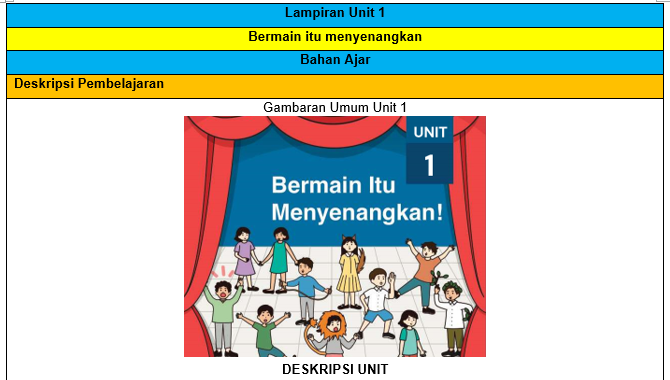 Lampiran Unit 1
Bermain itu menyenangkan
Bahan Ajar
Deskripsi Pembelajaran
Gambaran Umum Unit 1
UNIT
1
Bermain Itu
Menyenangkan!
DESKRIPSI UNIT